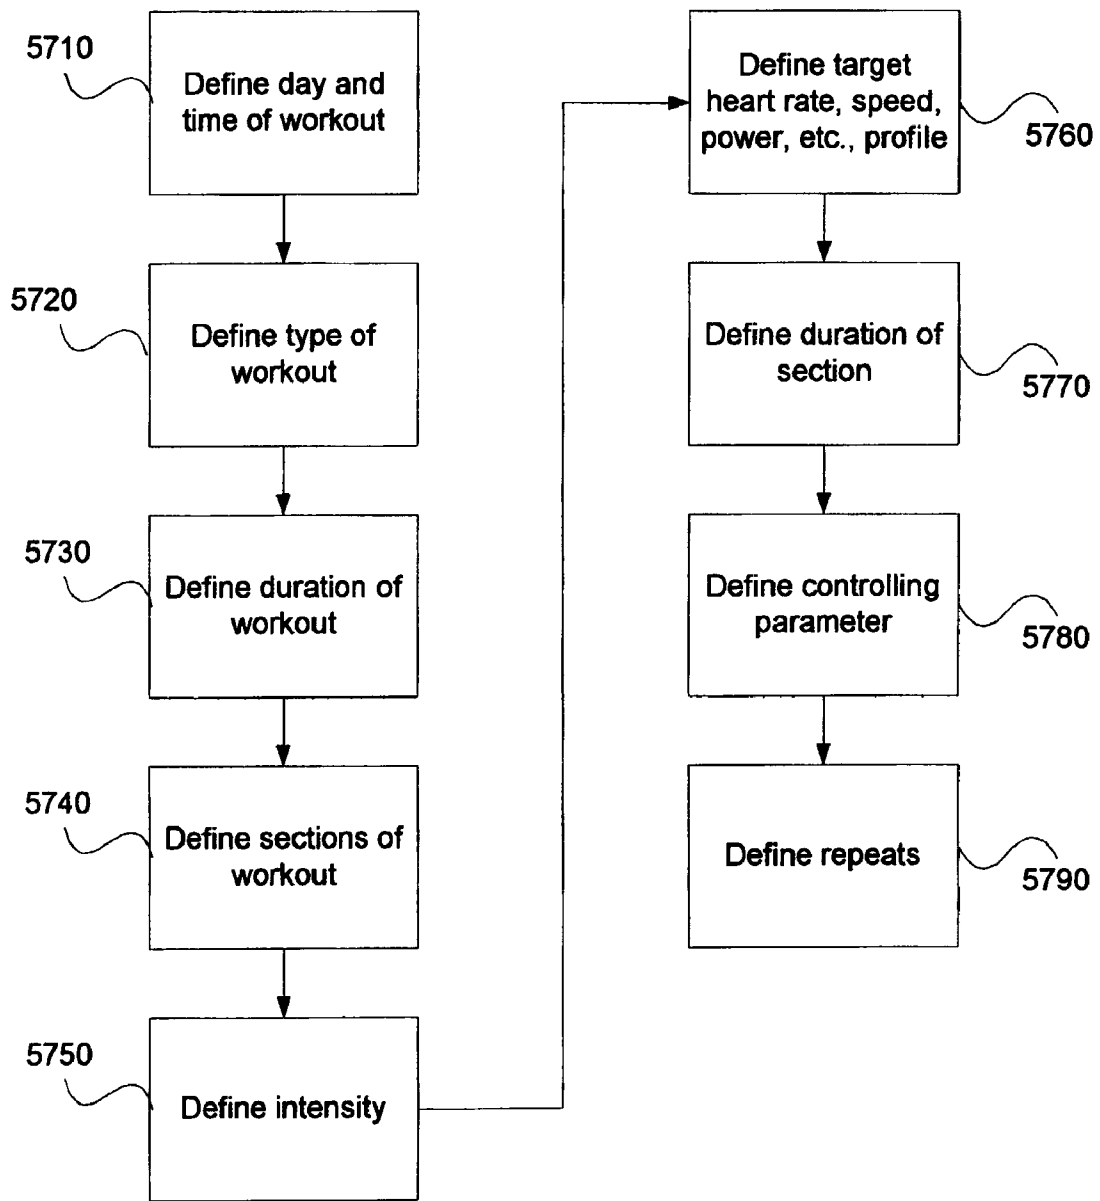 5710
Define day and
time of workout
5720
Define type of
workout
5730
Define duration of
workout
5740
Define sections of
workout
5750
Define intensity
Define target
heart rate, speed,
power, etc., profile
5760
Define duration of
section
5770
Define controlling
parameter
5780
Define repeats
5790